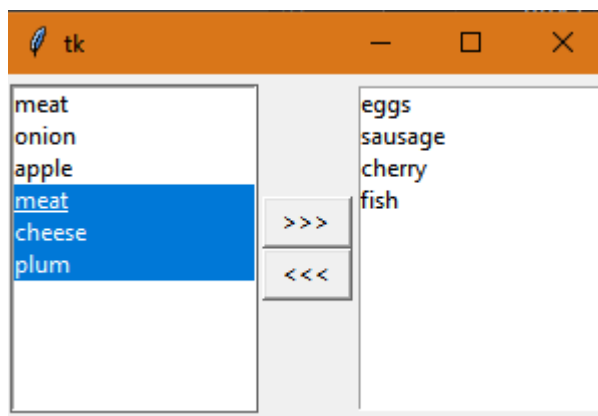 tk
meat
onion
apple
meat
cheese
plum
>>>
<<<
eggs
sausage
cherry
fish